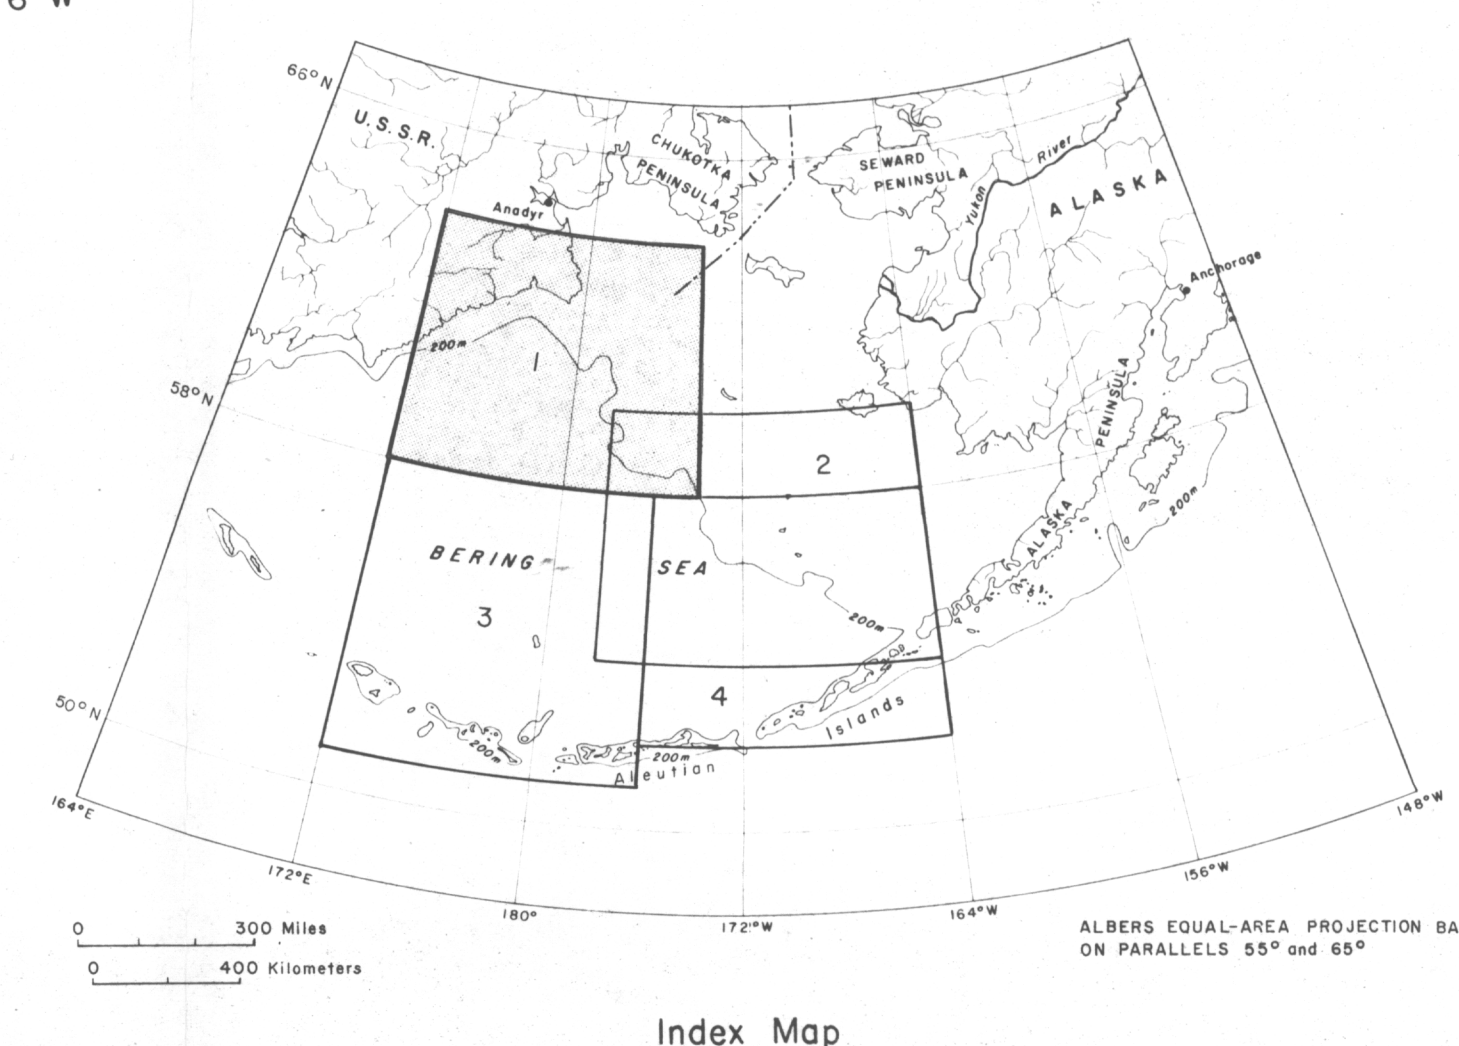 6 W
66°N
U.S.S.R.
CHUKOTKA
PENINSULA
SEWARD
PENINSULA
Yukon
River
ALASKA
Anadyr
Anchorage
200m
1
58°N
2
PENINSULA
ALASKA
200m
BERING
SEA
3
200m
4
50°N
Islands
200m
200m
Aleutian
164°E
148°W
172°E
156°W
180°
172°W
164°W
0 300 Miles
0 400 Kilometers
ALBERS EQUAL-AREA PROJECTION BA
ON PARALLELS 55° and 65°
Index Map